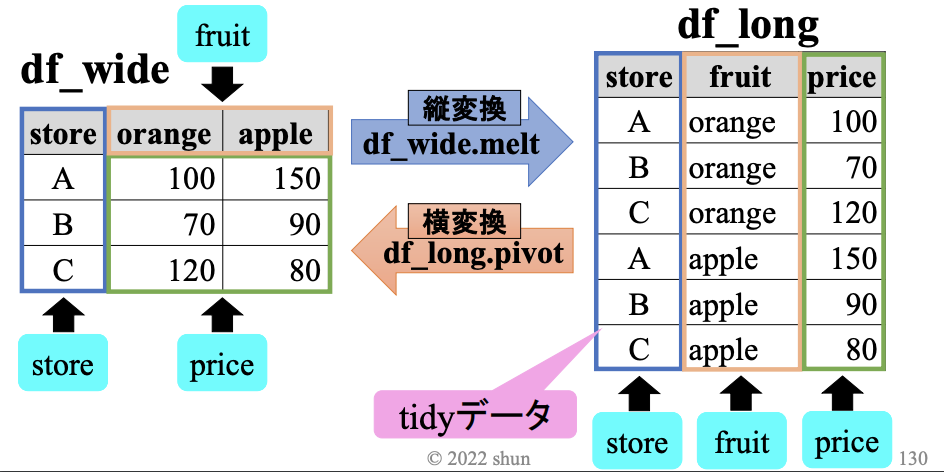 fruit
df_wide
store orange apple
A 100 150
B 70 90
C 120 80
store
price
縦変換
df_wide.melt
横変換
df_long.pivot
df_long
store fruit price
A orange 100
B orange 70
C orange 120
A apple 150
B apple 90
C apple 80
tidyデータ
store
fruit
price
© 2022 shun
130